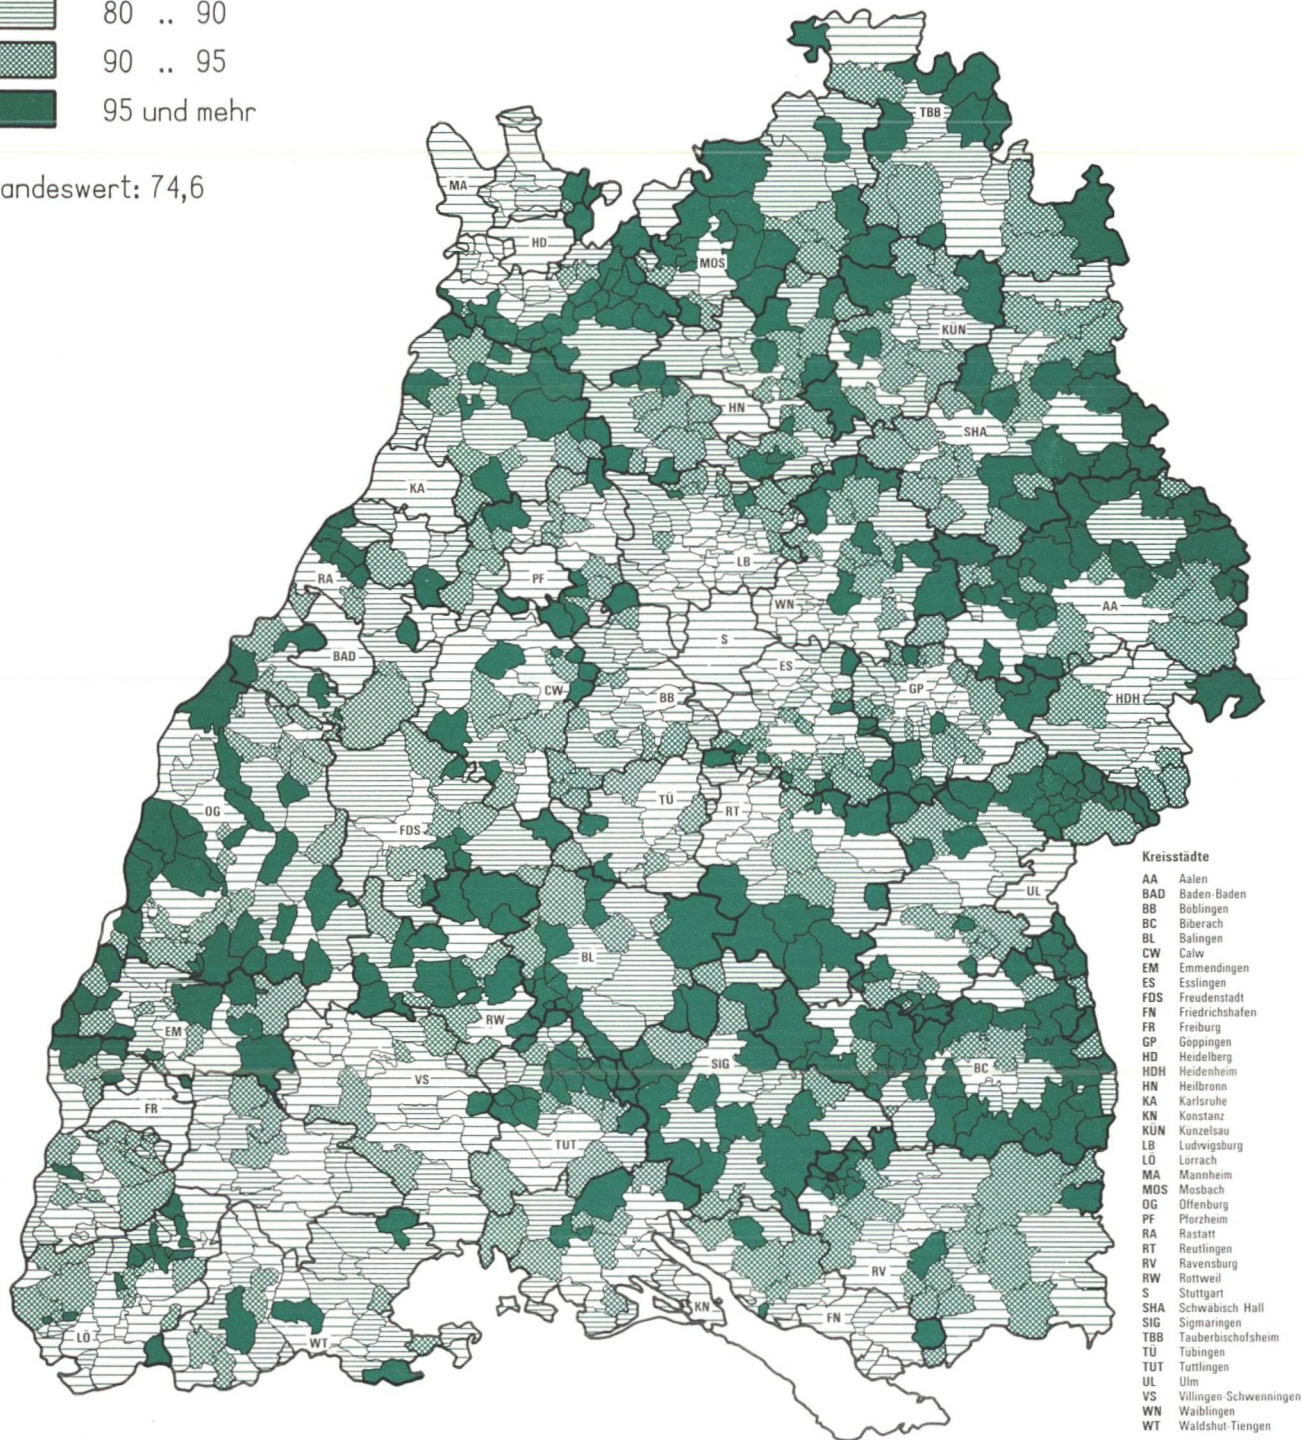 80 .. 90
90 .. 95
95 und mehr
andeswert: 74,6
TBB
MA
HD
MOS
KÜN
HN
SHA
KA
LB
PF
RA
WN
AA
S
BAD
ES
CW
BB
GP
HDH
TÜ
RT
OG
FDS
UL
BL
RW
EM
SIG
VS
BC
FR
TUT
RV
KN
FN
LÖ
WT
Kreisstädte
AA Aalen
BAD Baden-Baden
BB Böblingen
BC Biberach
BL Balingen
CW Calw
EM Emmendingen
ES Esslingen
FDS Freudenstadt
FN Friedrichshafen
FR Freiburg
GP Göppingen
HD Heidelberg
HDH Heidenheim
HN Heilbronn
KA Karlsruhe
KN Konstanz
KÜN Künzelsau
LB Ludwigsburg
LÖ Lörrach
MA Mannheim
MOS Mosbach
OG Offenburg
PF Pforzheim
RA Rastatt
RT Reutlingen
RV Ravensburg
RW Rottweil
S Stuttgart
SHA Schwäbisch Hall
SIG Sigmaringen
TBB Tauberbischofsheim
TÜ Tübingen
TUT Tuttlingen
UL Ulm
VS Villingen-Schwenningen
WN Waiblingen
WT Waldshut-Tiengen